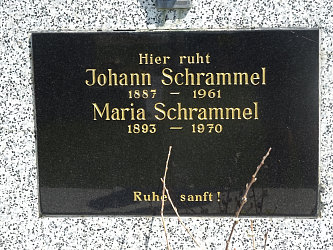 Hier ruht
Johann Schrammel
1887 — 1961
Maria Schrammel
1893 — 1970
Ruhe sanft!